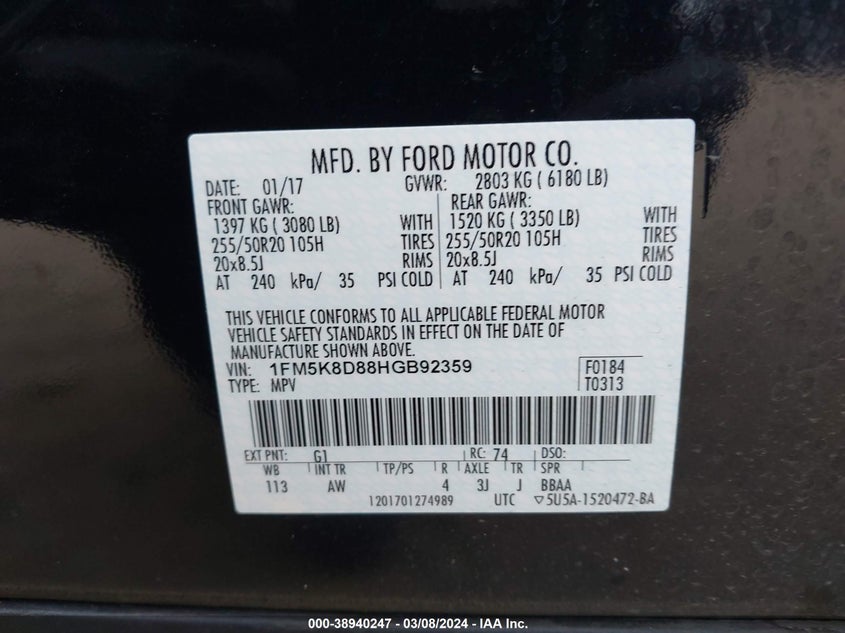 MFD. BY FORD MOTOR CO.
DATE: 01/17 GVWR: 2803 KG ( 6180 LB)
FRONT GAWR: REAR GAWR:
1397 KG ( 3080 LB) WITH 1520 KG ( 3350 LB) WITH
255/50R20 105H TIRES 255/50R20 105H TIRES
20x8.5J RIMS 20x8.5J RIMS
AT 240 kPa/ 35 PSI COLD AT 240 kPa/ 35 PSI COLD
THIS VEHICLE CONFORMS TO ALL APPLICABLE FEDERAL MOTOR
VEHICLE SAFETY STANDARDS IN EFFECT ON THE DATE OF
MANUFACTURE SHOWN ABOVE.
VIN: 1FM5K8D88HGB92359 F0184
TYPE: MPV T0313
EXT PNT: G1 RC: 74 DSO:
WB INT TR TP/PS R AXLE TR SPR
113 AW 4 3J J BBAA
1201701274989 UTC ▽5U5A-1520472-BA
000-38940247 - 03/08/2024 - IAA Inc.